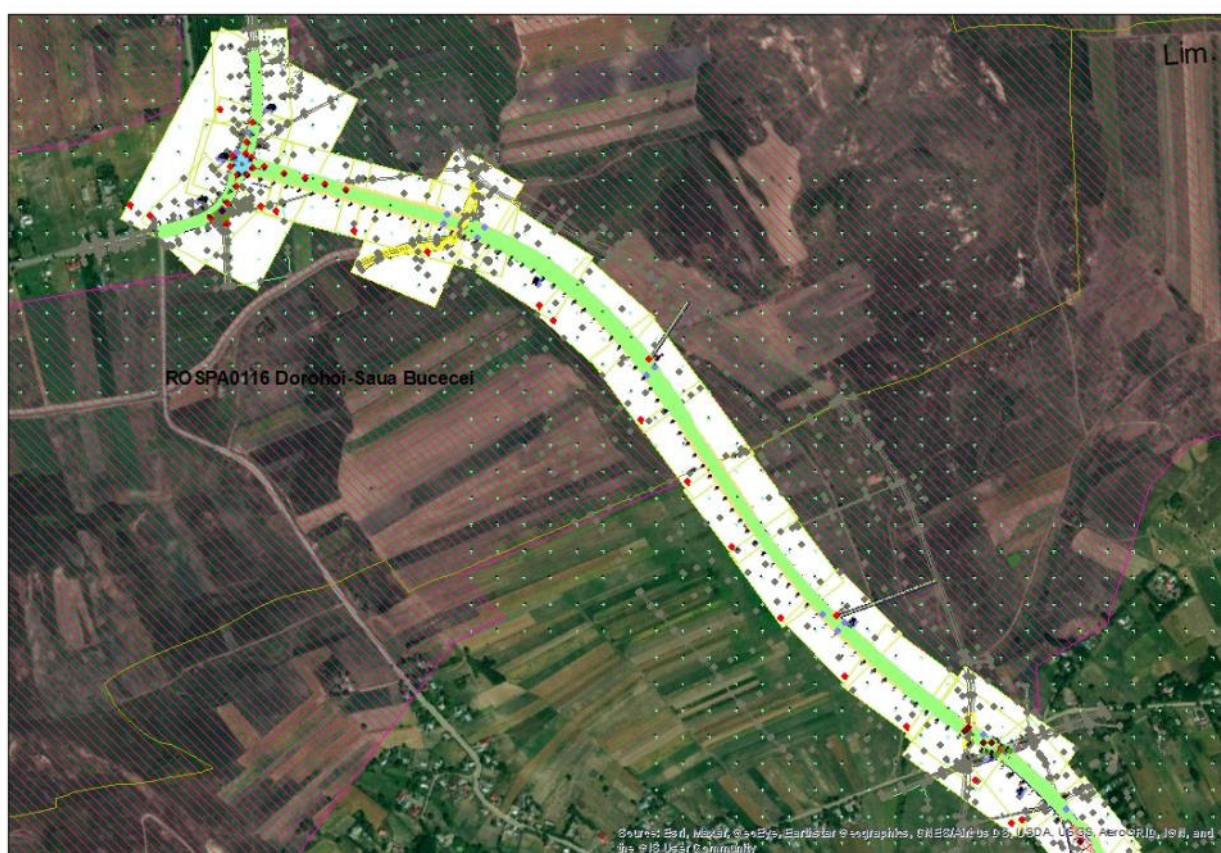 Lim.
ROSPA0116 Dorohoi-Saua Bucecei
Source: Esri, Maxar, GeoEye, Earthstar Geographics, CNES/Airbus DS, USDA, USGS, AeroGRID, IGN, and
the GIS User Community